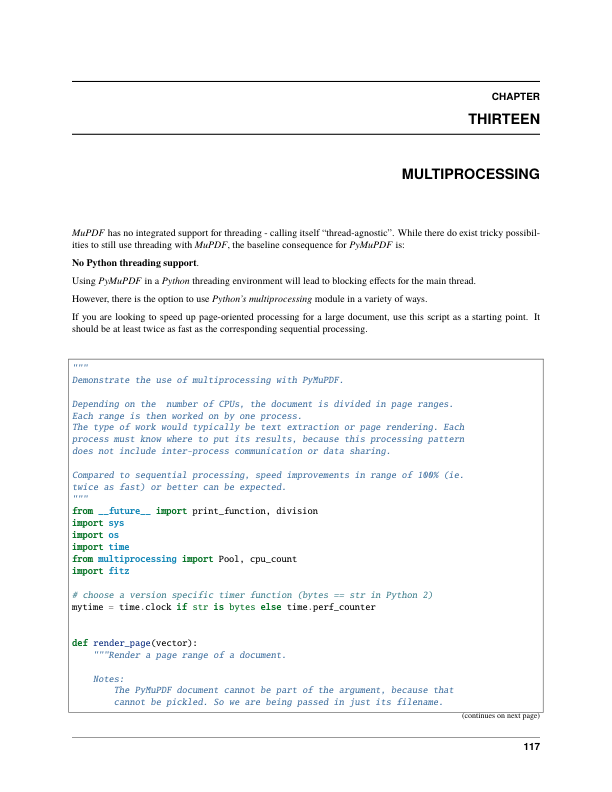 CHAPTER
THIRTEEN
MULTIPROCESSING
MuPDF has no integrated support for threading - calling itself “thread-agnostic”. While there do exist tricky possibil-
ities to still use threading with MuPDF, the baseline consequence for PyMuPDF is:
No Python threading support.
Using PyMuPDF in a Python threading environment will lead to blocking effects for the main thread.
However, there is the option to use Python's multiprocessing module in a variety of ways.
If you are looking to speed up page-oriented processing for a large document, use this script as a starting point. It
should be at least twice as fast as the corresponding sequential processing.
"""
Demonstrate the use of multiprocessing with PyMuPDF.
Depending on the  number of CPUs, the document is divided in page ranges.
Each range is then worked on by one process.
The type of work would typically be text extraction or page rendering. Each
process must know where to put its results, because this processing pattern
does not include inter-process communication or data sharing.
Compared to sequential processing, speed improvements in range of 100% (ie.
twice as fast) or better can be expected.
"""
from __future__ import print_function, division
import sys
import os
import time
from multiprocessing import Pool, cpu_count
import fitz
# choose a version specific timer function (bytes == str in Python 2)
mytime = time.clock if str is bytes else time.perf_counter
def render_page(vector):
    """Render a page range of a document.
    Notes:
        The PyMuPDF document cannot be part of the argument, because that
        cannot be pickled. So we are being passed in just its filename.
(continues on next page)
117